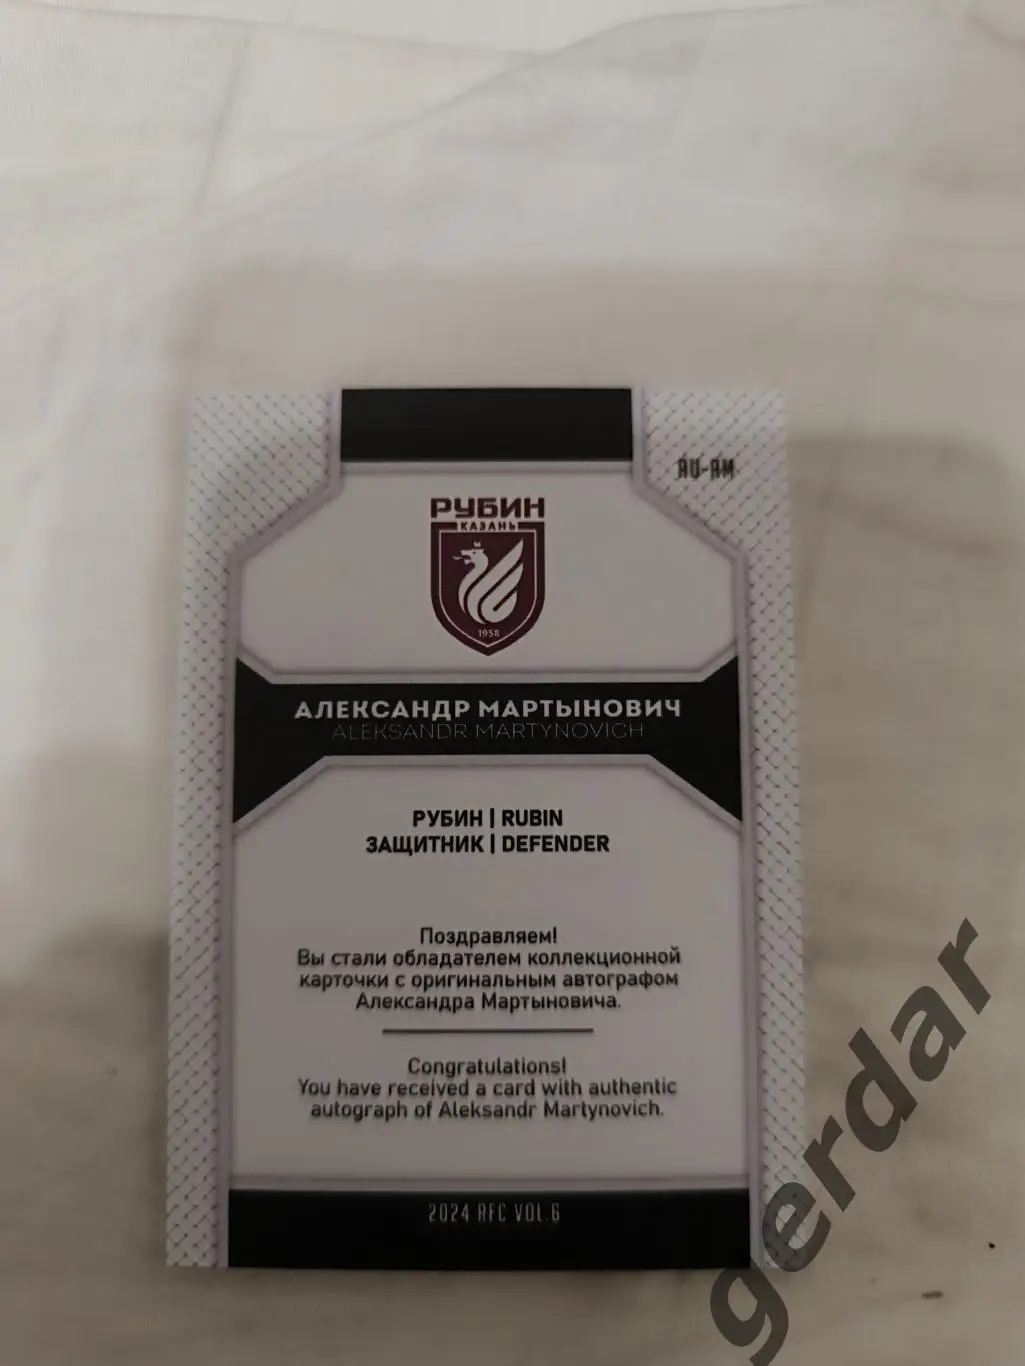 AU-AM
РУБИН
КАЗАНЬ
1958
АЛЕКСАНДР МАРТЫНОВИЧ
ALEKSANDR MARTYNOVICH
РУБИН | RUBIN
ЗАЩИТНИК | DEFENDER
Поздравляем!
Вы стали обладателем коллекционной
карточки с оригинальным автографом
Александра Мартыновича.
Congratulations!
You have received a card with authentic
autograph of Aleksandr Martynovich.
2024 RFC VOL.6
gerdar